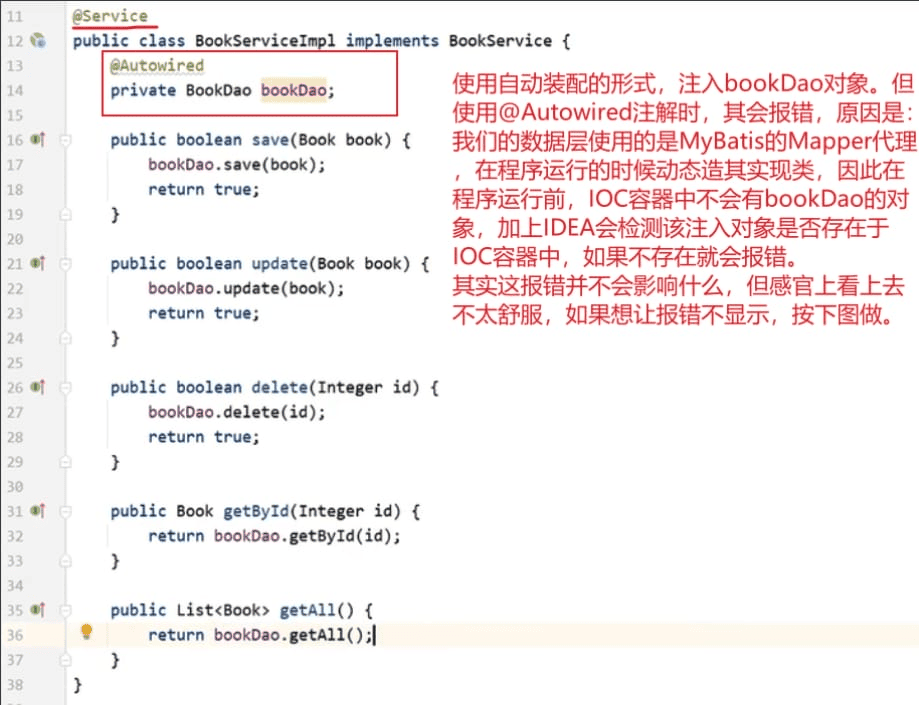 11 @Service
12 public class BookServiceImpl implements BookService {
13 @Autowired
14 private BookDao bookDao;
15
16 public boolean save(Book book) {
17 bookDao.save(book);
18 return true;
19 }
20
21 public boolean update(Book book) {
22 bookDao.update(book);
23 return true;
24 }
25
26 public boolean delete(Integer id) {
27 bookDao.delete(id);
28 return true;
29 }
30
31 public Book getById(Integer id) {
32 return bookDao.getById(id);
33 }
34
35 public List<Book> getAll() {
36 return bookDao.getAll();
37 }
38 }
使用自动装配的形式，注入bookDao对象。但
使用@Autowired注解时，其会报错，原因是：
我们的数据层使用的是MyBatis的Mapper代理
，在程序运行的时候动态造其实现类，因此在
程序运行前，IOC容器中不会有bookDao的对
象，加上IDEA会检测该注入对象是否存在于
IOC容器中，如果不存在就会报错。
其实这报错并不会影响什么，但感官上看上去
不太舒服，如果想让报错不显示，按下图做。